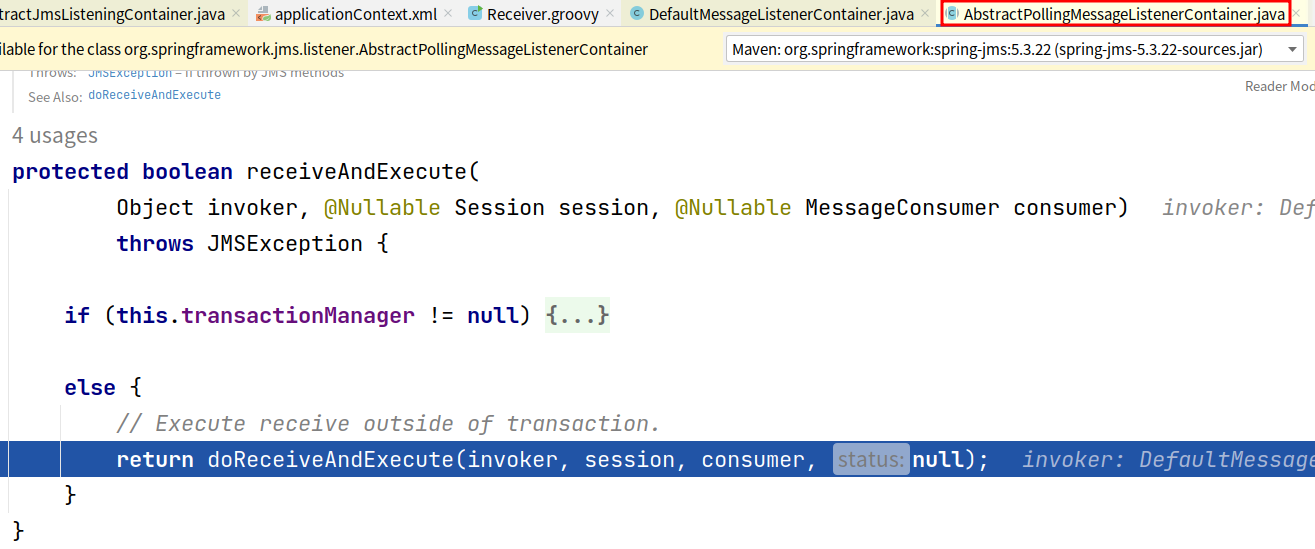 tractJmsListeningContainer.java × applicationContext.xml × Receiver.groovy × DefaultMessageListenerContainer.java × AbstractPollingMessageListenerContainer.java ×
ilable for the class org.springframework.jms.listener.AbstractPollingMessageListenerContainer Maven: org.springframework:spring-jms:5.3.22 (spring-jms-5.3.22-sources.jar)
Throws: JMSException – if thrown by JMS methods
Reader Mod
See Also: doReceiveAndExecute
4 usages
protected boolean receiveAndExecute(
Object invoker, @Nullable Session session, @Nullable MessageConsumer consumer) invoker: Def
throws JMSException {
if (this.transactionManager != null) {...}
else {
// Execute receive outside of transaction.
return doReceiveAndExecute(invoker, session, consumer, status: null); invoker: DefaultMessage
}
}